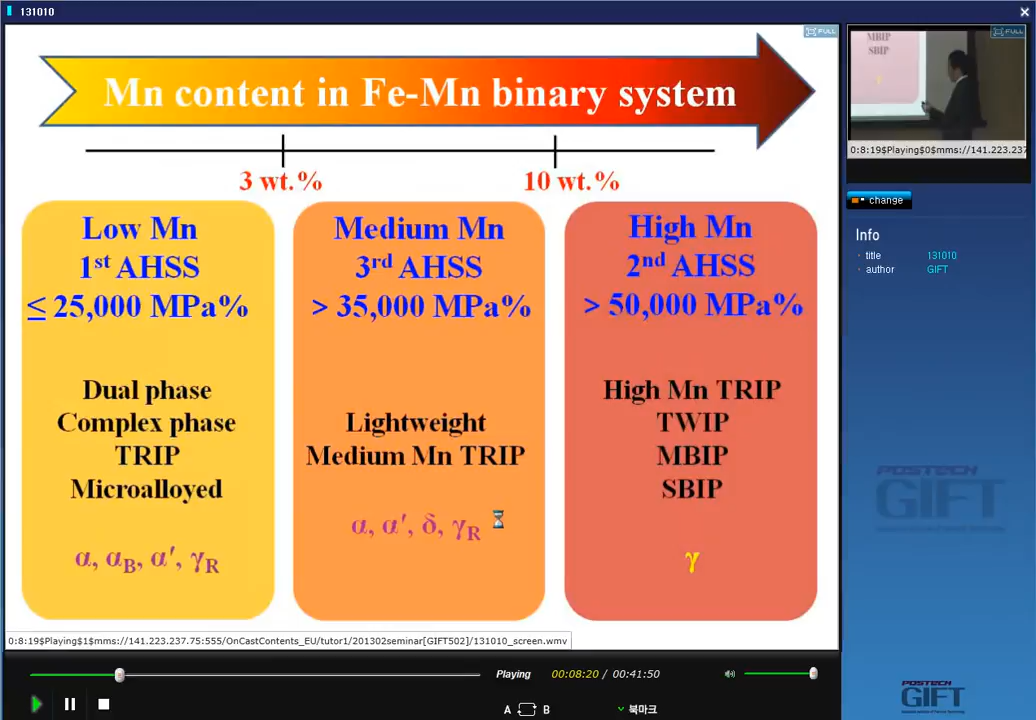 131010
FULL
Mn content in Fe-Mn binary system
3 wt.%
10 wt.%
Low Mn
1st AHSS
≤ 25,000 MPa%
Dual phase
Complex phase
TRIP
Microalloyed
α, αB, α′, γR
Medium Mn
3rd AHSS
> 35,000 MPa%
Lightweight
Medium Mn TRIP
α, α′, δ, γR
High Mn
2nd AHSS
> 50,000 MPa%
High Mn TRIP
TWIP
MBIP
SBIP
γ
0:8:19$Playing$1$mms://141.223.237.75:555/OnCastContents_EU/tutor1/201302seminar[GIFT502]/131010_screen.wmv
Playing
00:08:20 / 00:41:50
A B
북마크
FULL
MBIP
SBIP
γ
0:8:19$Playing$0$mms://141.223.237
change
Info
title 131010
author GIFT
POSTECH
GIFT
POSTECH
GIFT